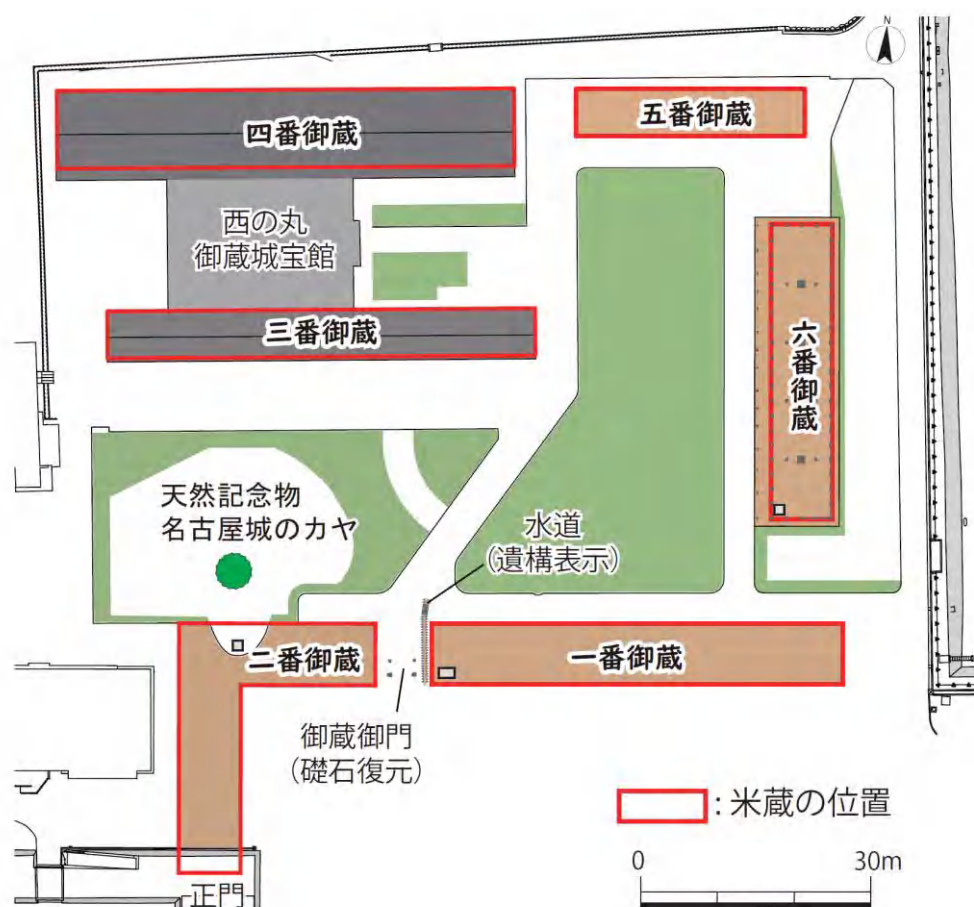 N
四番御蔵
五番御蔵
西の丸
御蔵城宝館
三番御蔵
六番御蔵
天然記念物
名古屋城のカヤ
水道
(遺構表示)
二番御蔵
一番御蔵
御蔵御門
(礎石復元)
:米蔵の位置
0
30m
正門